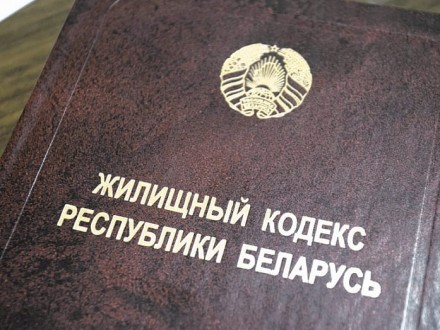 ЖИЛИЩНЫЙ КОДЕКС
РЕСПУБЛИКИ БЕЛАРУСЬ